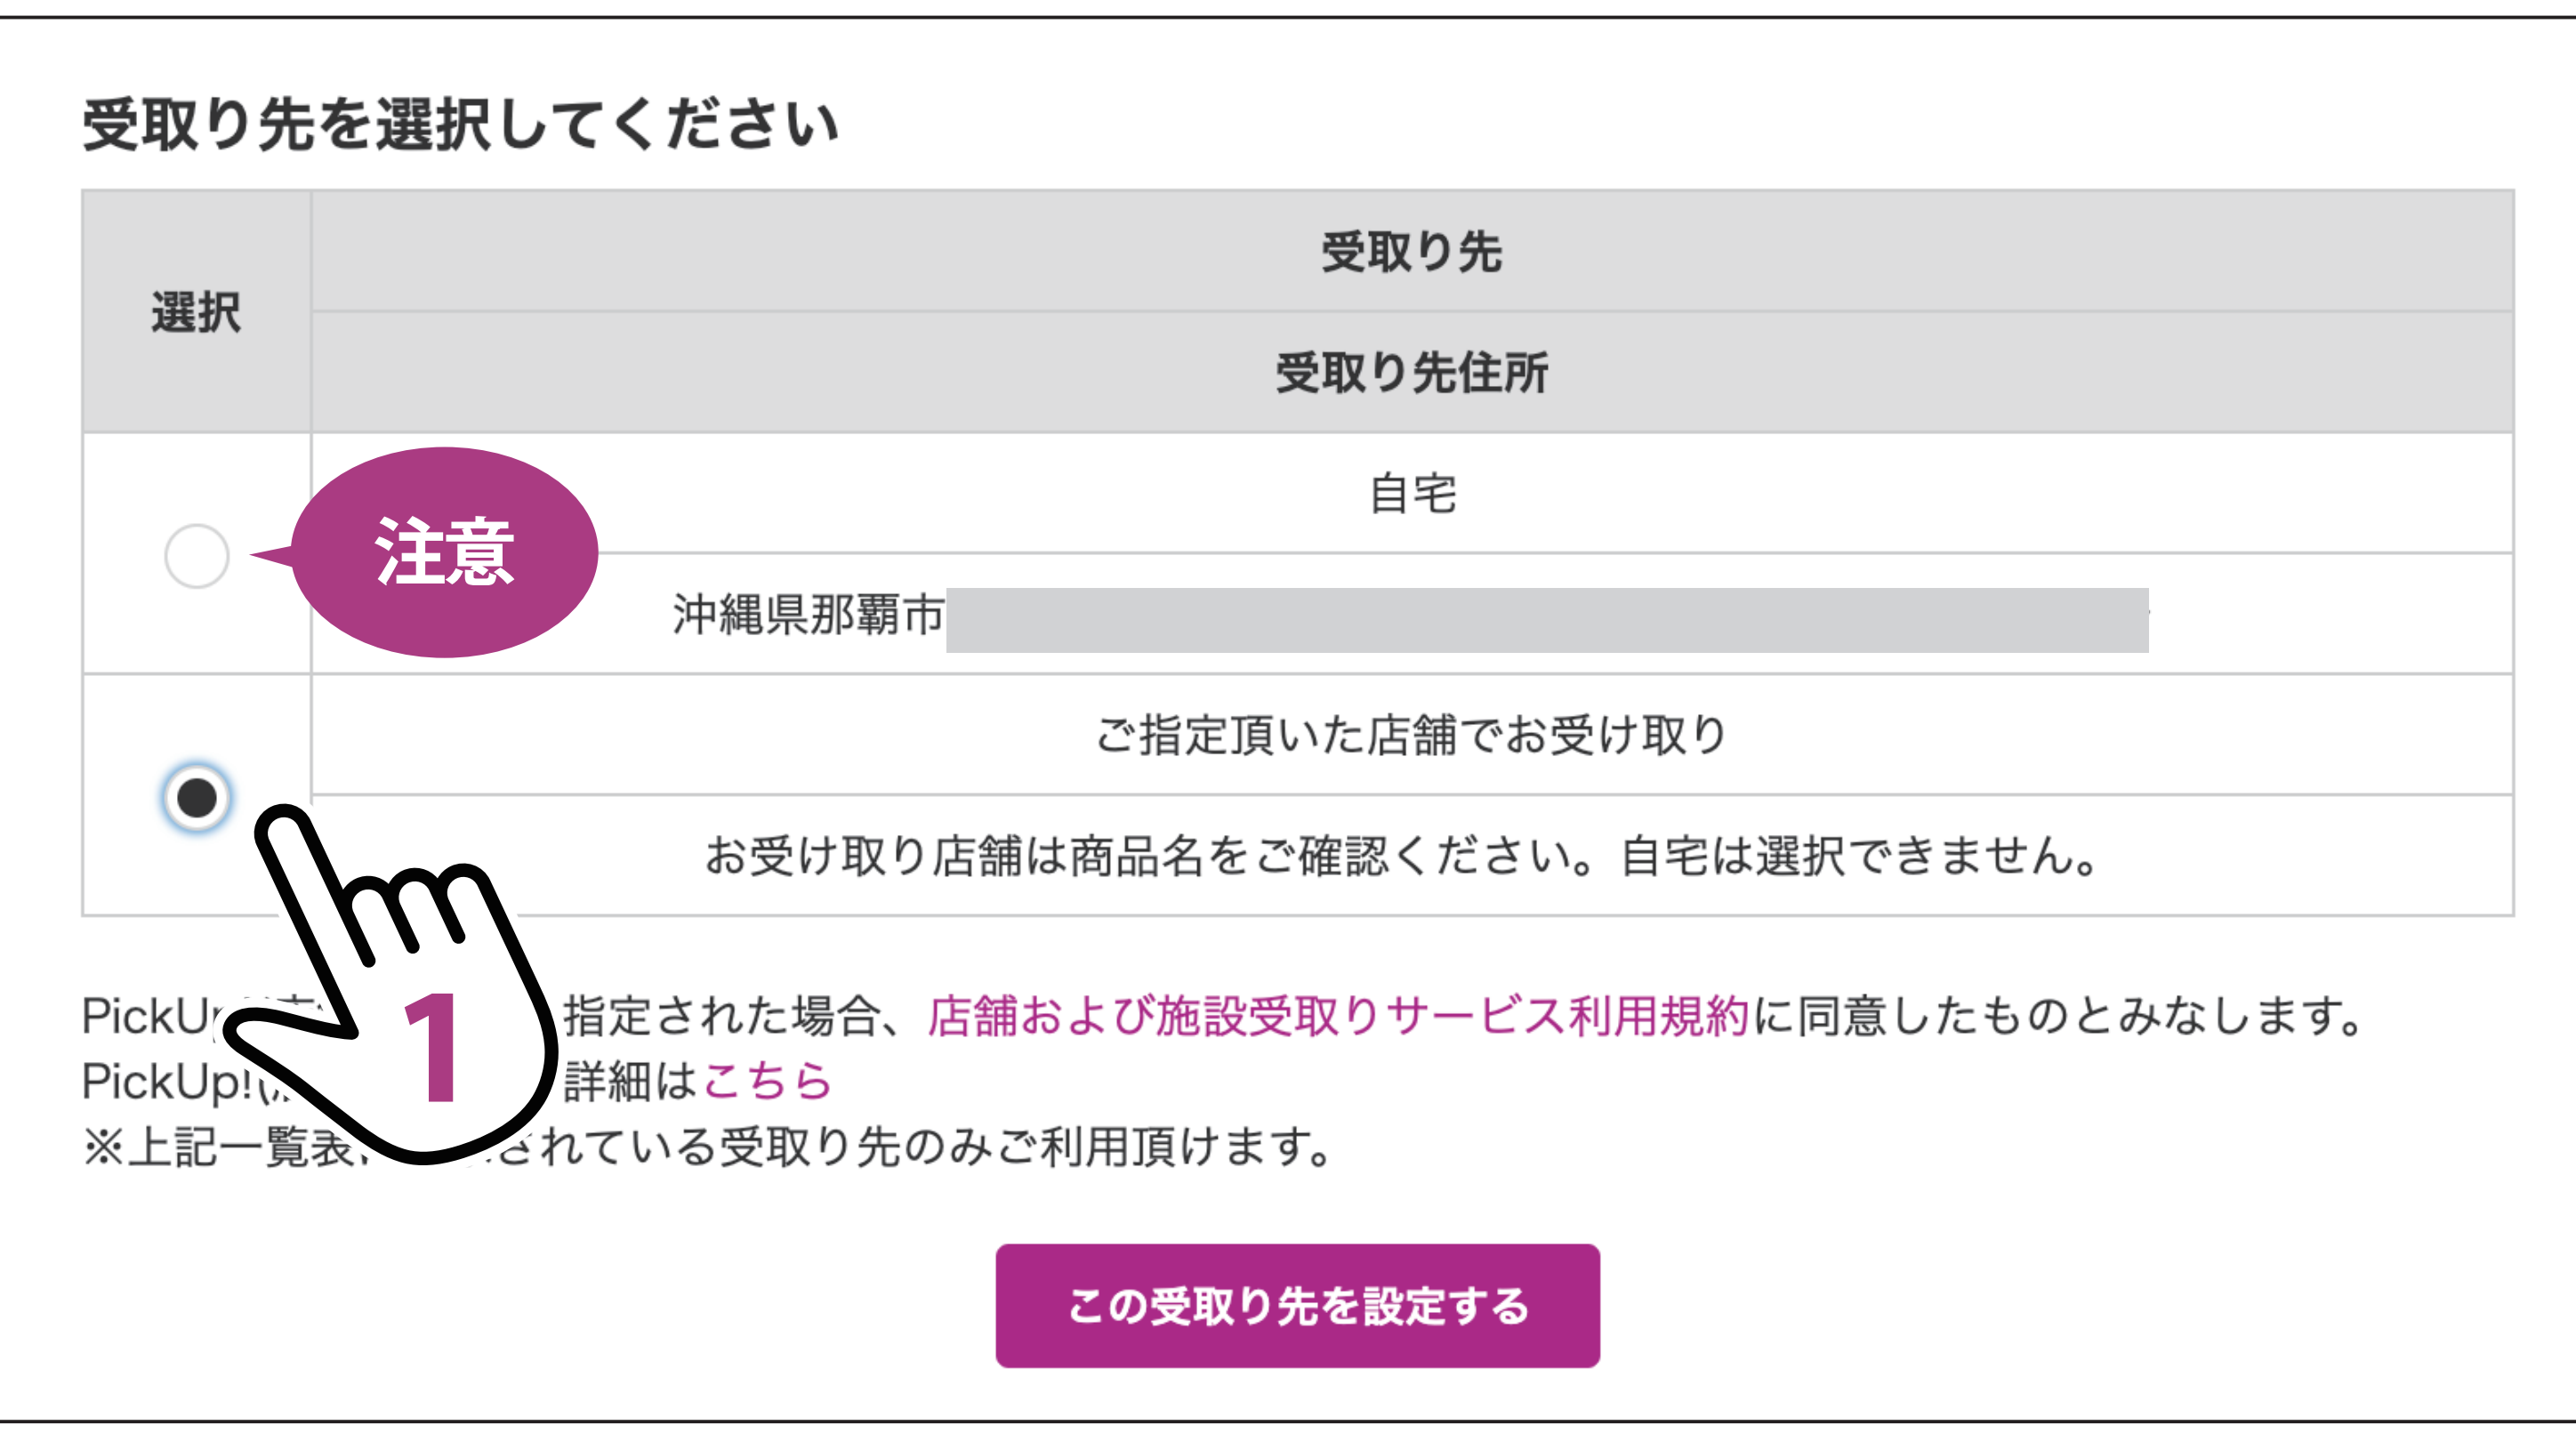 受取り先を選択してください
選択
受取り先
受取り先住所
注意
自宅
沖縄県那覇市
ご指定頂いた店舗でお受け取り
お受け取り店舗は商品名をご確認ください。自宅は選択できません。
1
指定された場合、店舗および施設受取りサービス利用規約に同意したものとみなします。
PickUp! 詳細はこちら
※上記一覧表 されている受取り先のみご利用頂けます。
この受取り先を設定する